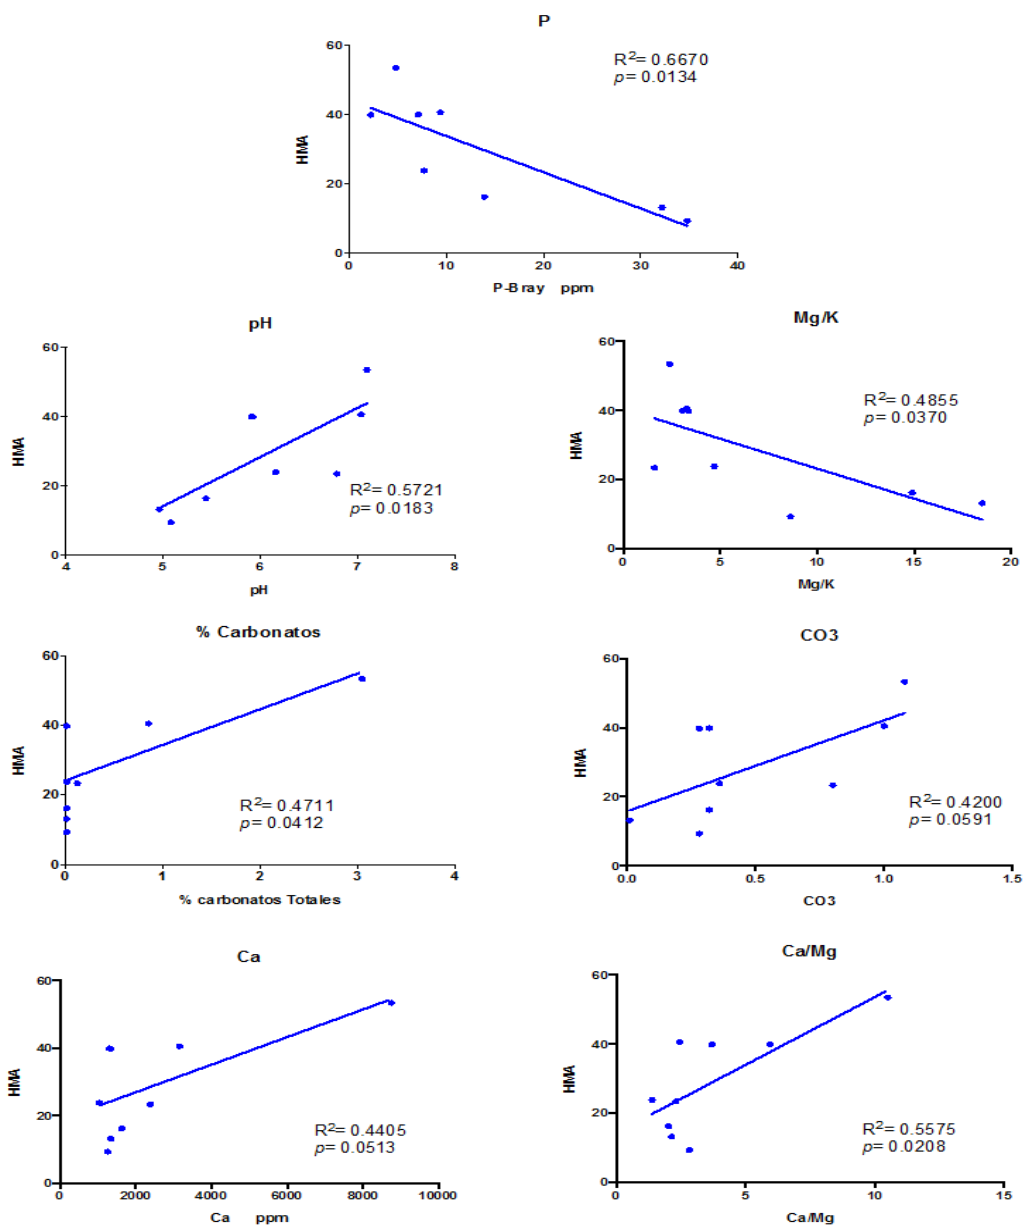 P
60
40
20
0
HMA
R²= 0.6670
p= 0.0134
0 10 20 30 40
P-Bray ppm
pH
60
40
20
0
HMA
R²= 0.5721
p= 0.0183
4 5 6 7 8
pH
Mg/K
60
40
20
0
HMA
R²= 0.4855
p= 0.0370
0 5 10 15 20
Mg/K
% Carbonatos
60
40
20
0
HMA
R²= 0.4711
p= 0.0412
0 1 2 3 4
% carbonatos Totales
CO3
60
40
20
0
HMA
R²= 0.4200
p= 0.0591
0.0 0.5 1.0 1.5
CO3
Ca
60
40
20
0
HMA
R²= 0.4405
p= 0.0513
0 2000 4000 6000 8000 10000
Ca ppm
Ca/Mg
60
40
20
0
HMA
R²= 0.5575
p= 0.0208
0 5 10 15
Ca/Mg